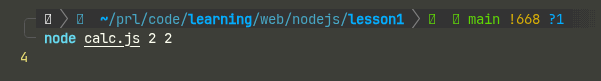 ~/prl/code/learning/web/nodejs/lesson1 main !668 ?1
node calc.js 2 2
4